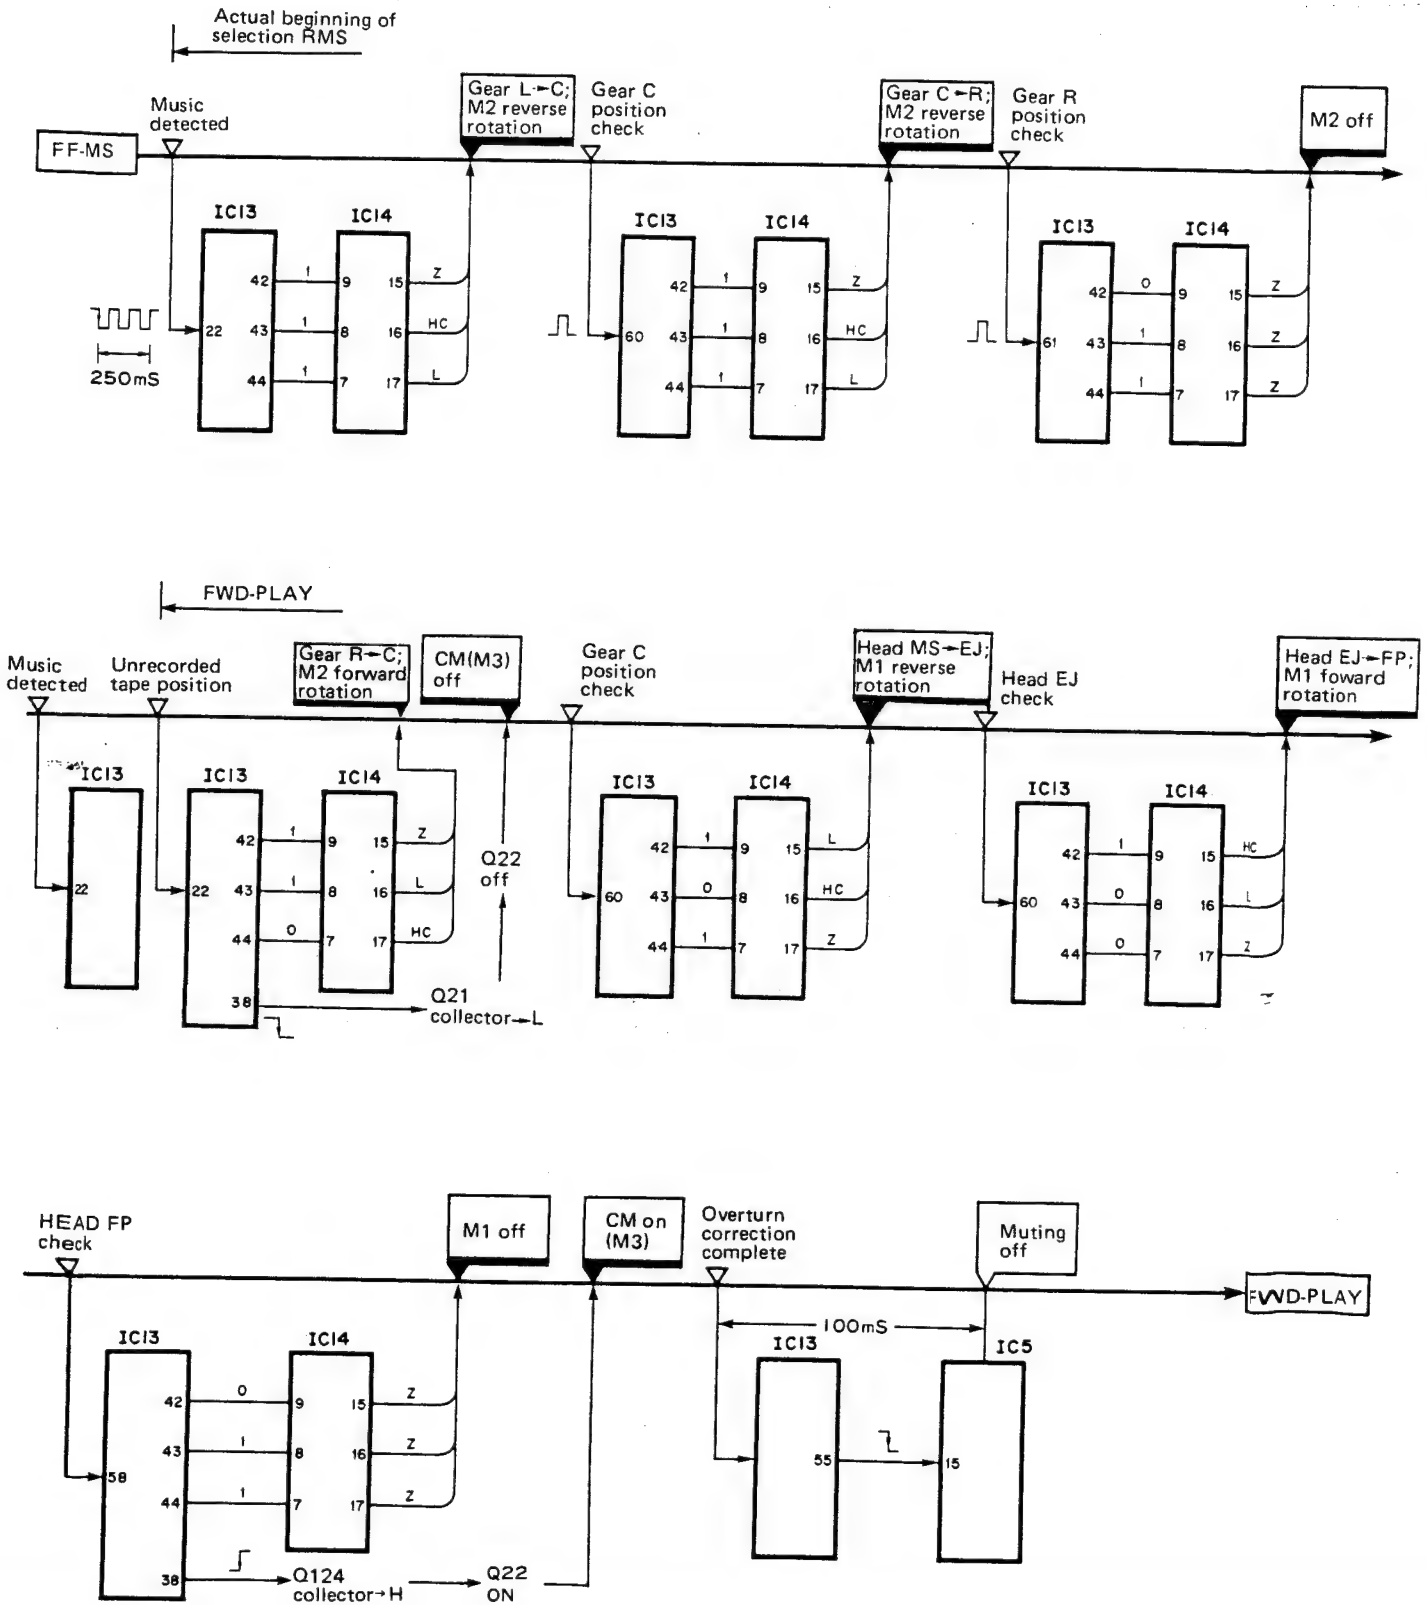 Actual beginning of
selection RMS
Music
detected
Gear L→C;
M2 reverse
rotation
Gear C
position
check
Gear C→R;
M2 reverse
rotation
Gear R
position
check
M2 off
FF-MS
IC13
IC14
42
1
9
15
Z
22
43
1
8
16
HC
44
1
7
17
L
250mS
IC13
IC14
42
1
9
15
Z
60
43
1
8
16
HC
44
1
7
17
L
IC13
IC14
42
0
9
15
Z
61
43
1
8
16
Z
44
1
7
17
Z
FWD-PLAY
Music
detected
Unrecorded
tape position
Gear R→C;
M2 forward
rotation
CM(M3)
off
Gear C
position
check
Head MS→EJ;
M1 reverse
rotation
Head EJ
check
Head EJ→FP;
M1 foward
rotation
IC13
22
IC13
IC14
42
1
9
15
Z
22
43
1
8
16
L
44
0
7
17
HC
38
Q21
collector→L
Q22
off
IC13
IC14
42
1
9
15
L
60
43
0
8
16
HC
44
1
7
17
Z
IC13
IC14
42
1
9
15
HC
60
43
0
8
16
L
44
0
7
17
Z
HEAD FP
check
M1 off
CM on
(M3)
Overturn
correction
complete
Muting
off
FWD-PLAY
IC13
IC14
42
0
9
15
Z
58
43
1
8
16
Z
44
1
7
17
Z
38
Q124
collector→H
Q22
ON
100mS
IC13
IC5
55
15